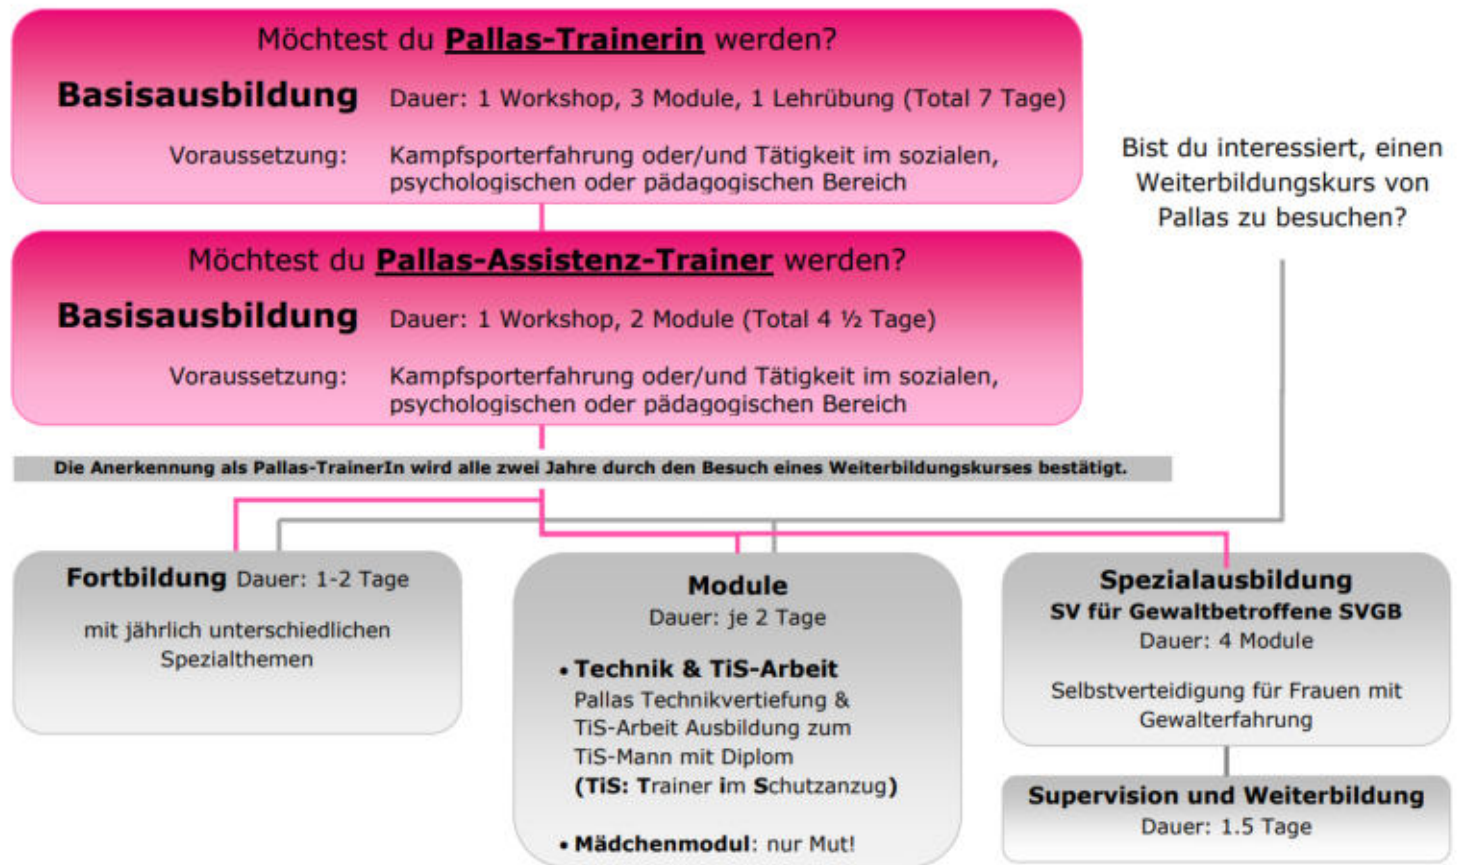 Möchtest du Pallas-Trainerin werden?
Basisausbildung Dauer: 1 Workshop, 3 Module, 1 Lehrübung (Total 7 Tage)
Voraussetzung: Kampfsporterfahrung oder/und Tätigkeit im sozialen,
psychologischen oder pädagogischen Bereich
Bist du interessiert, einen
Weiterbildungskurs von
Pallas zu besuchen?
Möchtest du Pallas-Assistenz-Trainer werden?
Basisausbildung Dauer: 1 Workshop, 2 Module (Total 4 ½ Tage)
Voraussetzung: Kampfsporterfahrung oder/und Tätigkeit im sozialen,
psychologischen oder pädagogischen Bereich
Die Anerkennung als Pallas-TrainerIn wird alle zwei Jahre durch den Besuch eines Weiterbildungskurses bestätigt.
Fortbildung Dauer: 1-2 Tage
mit jährlich unterschiedlichen
Spezialthemen
Module
Dauer: je 2 Tage
• Technik & TiS-Arbeit
Pallas Technikvertiefung &
TiS-Arbeit Ausbildung zum
TiS-Mann mit Diplom
(TiS: Trainer im Schutzanzug)
• Mädchenmodul: nur Mut!
Spezialausbildung
SV für Gewaltbetroffene SVGB
Dauer: 4 Module
Selbstverteidigung für Frauen mit
Gewalterfahrung
Supervision und Weiterbildung
Dauer: 1.5 Tage